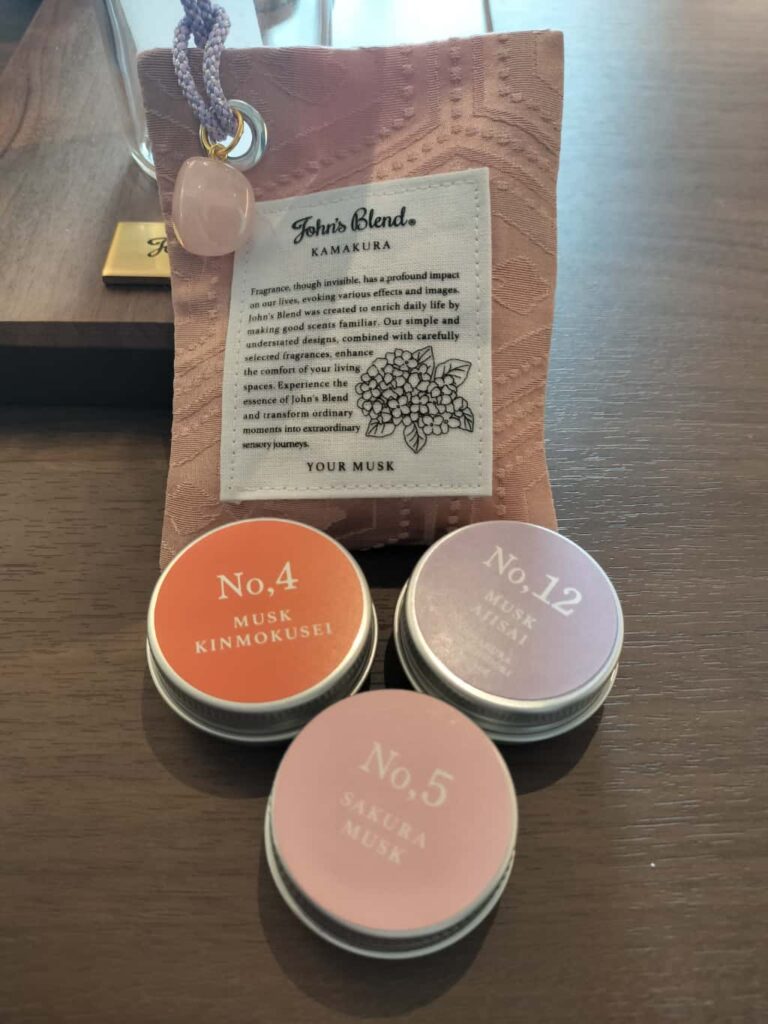 John's Blend®
KAMAKURA
Fragrance, though invisible, has a profound impact
on our lives, evoking various effects and images.
John's Blend was created to enrich daily life by
making good scents familiar. Our simple and
understated designs, combined with carefully
selected fragrances, enhance
the comfort of your living
spaces. Experience the
essence of John's Blend
and transform ordinary
moments into extraordinary
sensory journeys.
YOUR MUSK
No,4
MUSK
KINMOKUSEI
No,12
MUSK
AJISAI
No,5
SAKURA
MUSK